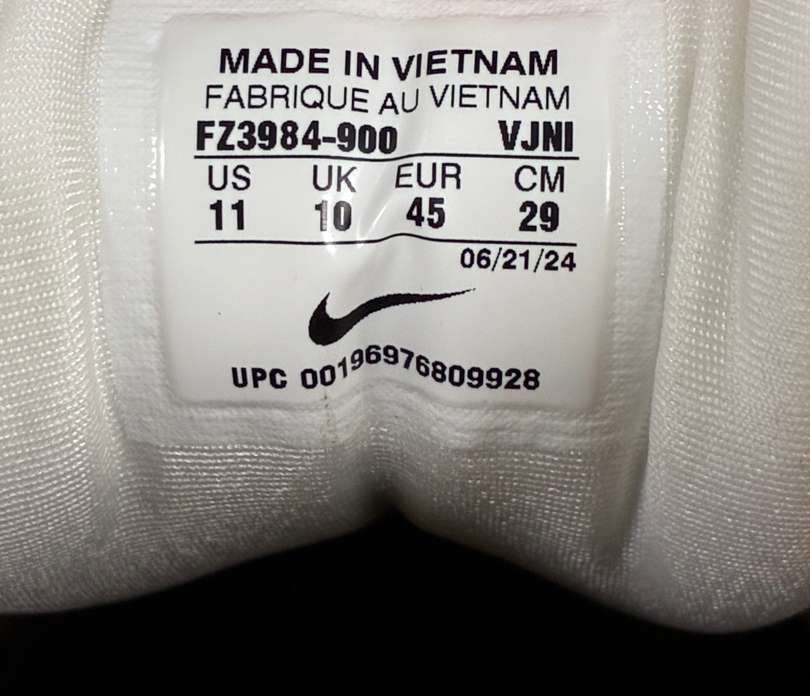 MADE IN VIETNAM
FABRIQUE AU VIETNAM
FZ3984-900 VJNI
US UK EUR CM
11 10 45 29
06/21/24
UPC 00196976809928